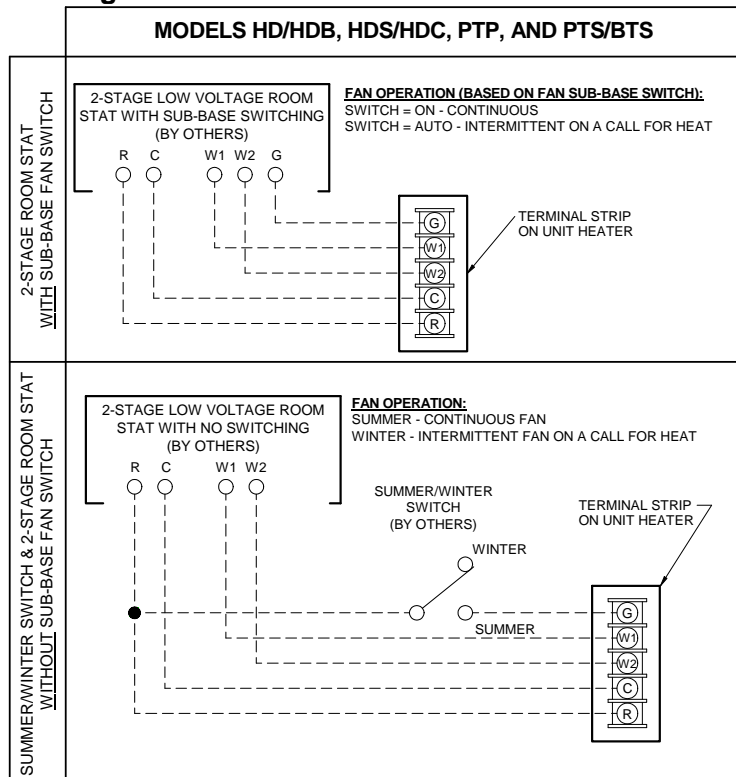 MODELS HD/HDB, HDS/HDC, PTP, AND PTS/BTS
2-STAGE ROOM STAT
WITH SUB-BASE FAN SWITCH
2-STAGE LOW VOLTAGE ROOM
STAT WITH SUB-BASE SWITCHING
(BY OTHERS)
R C W1 W2 G
FAN OPERATION (BASED ON FAN SUB-BASE SWITCH):
SWITCH = ON - CONTINUOUS
SWITCH = AUTO - INTERMITTENT ON A CALL FOR HEAT
TERMINAL STRIP
ON UNIT HEATER
G
W1
W2
C
R
SUMMER/WINTER SWITCH & 2-STAGE ROOM STAT
WITHOUT SUB-BASE FAN SWITCH
2-STAGE LOW VOLTAGE ROOM
STAT WITH NO SWITCHING
(BY OTHERS)
R C W1 W2
FAN OPERATION:
SUMMER - CONTINUOUS FAN
WINTER - INTERMITTENT FAN ON A CALL FOR HEAT
SUMMER/WINTER
SWITCH
(BY OTHERS)
WINTER
SUMMER
TERMINAL STRIP
ON UNIT HEATER
G
W1
W2
C
R